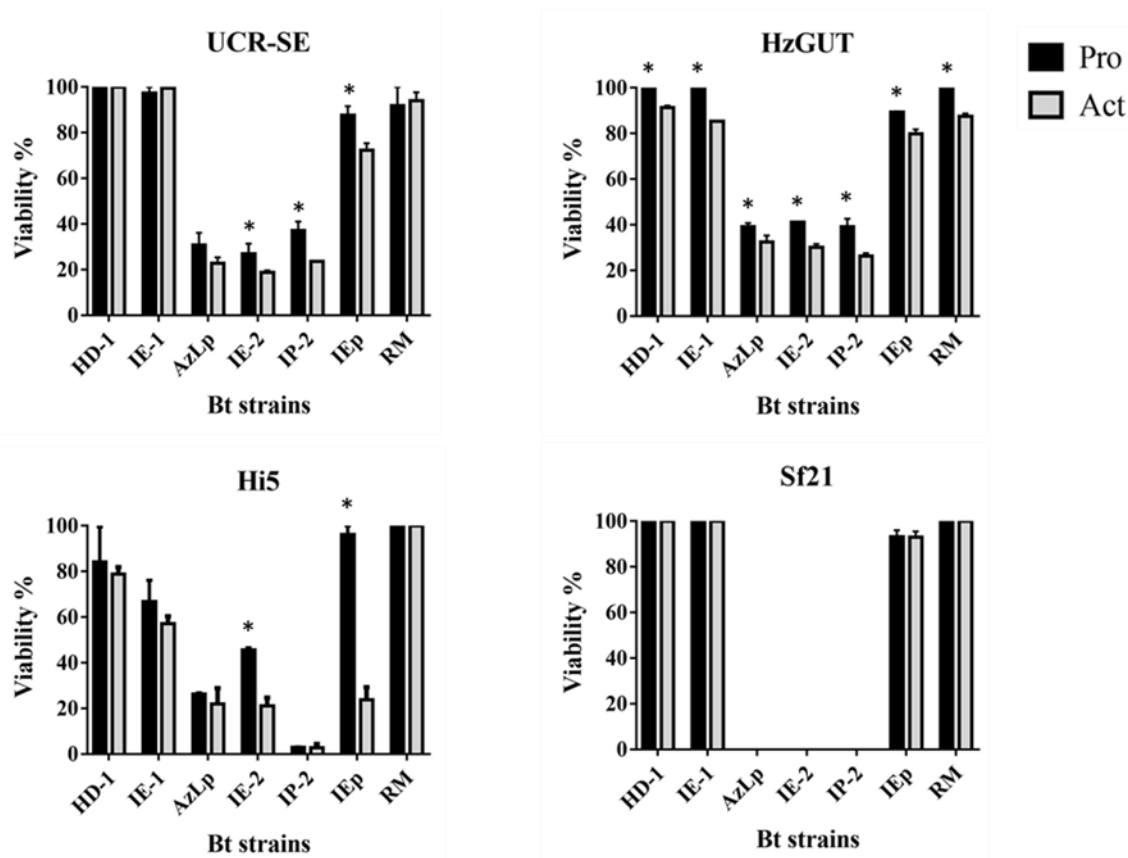 UCR-SE
Viability %
100
80
60
40
20
0
* * * 
HD-1 IE-1 AzLp IE-2 IP-2 IEp RM
Bt strains
HzGUT
Viability %
100
80
60
40
20
0
* * * * * * *
HD-1 IE-1 AzLp IE-2 IP-2 IEp RM
Bt strains
Pro
Act
Hi5
Viability %
100
80
60
40
20
0
* *
HD-1 IE-1 AzLp IE-2 IP-2 IEp RM
Bt strains
Sf21
Viability %
100
80
60
40
20
0
HD-1 IE-1 AzLp IE-2 IP-2 IEp RM
Bt strains